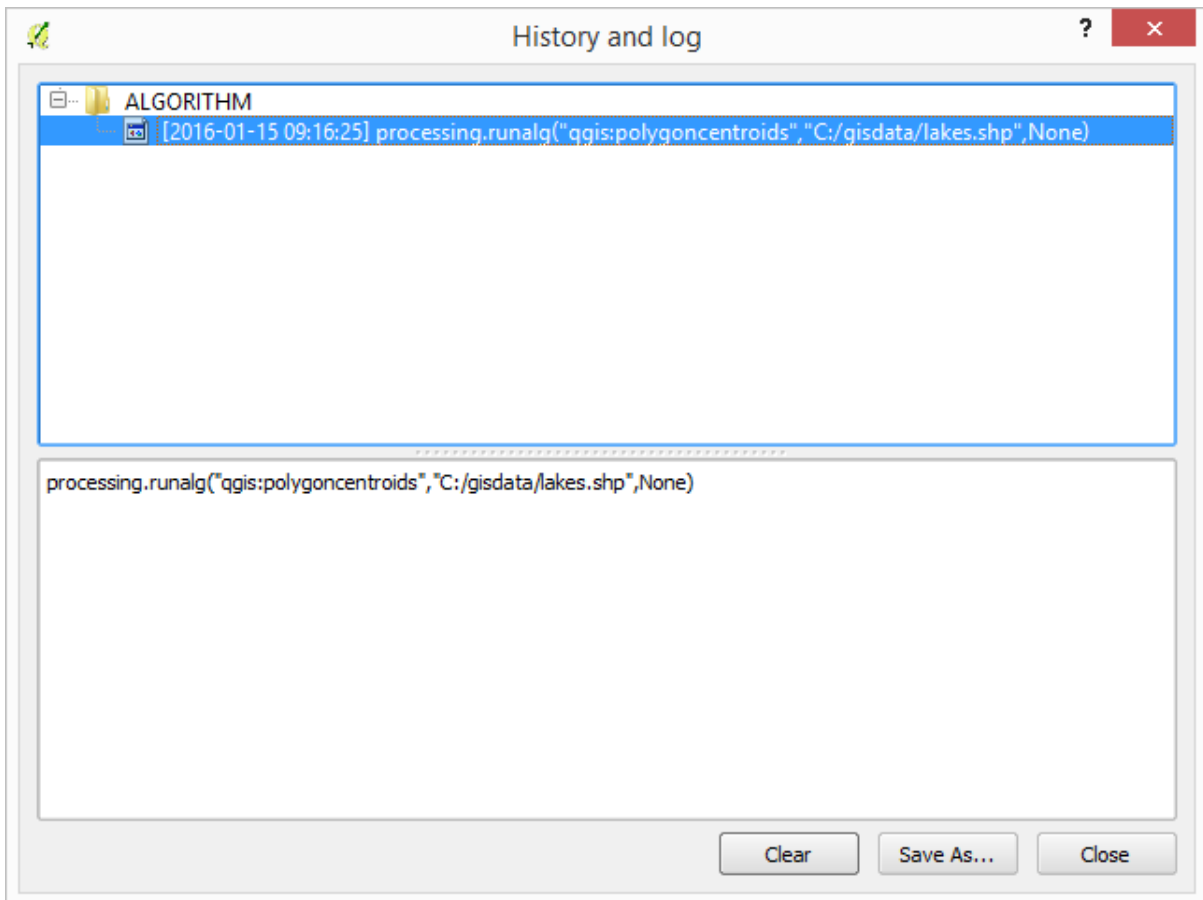 History and log
?
ALGORITHM
[2016-01-15 09:16:25] processing.runalg("qgis:polygoncentroids","C:/gisdata/lakes.shp",None)
processing.runalg("qgis:polygoncentroids","C:/gisdata/lakes.shp",None)
Clear Save As... Close